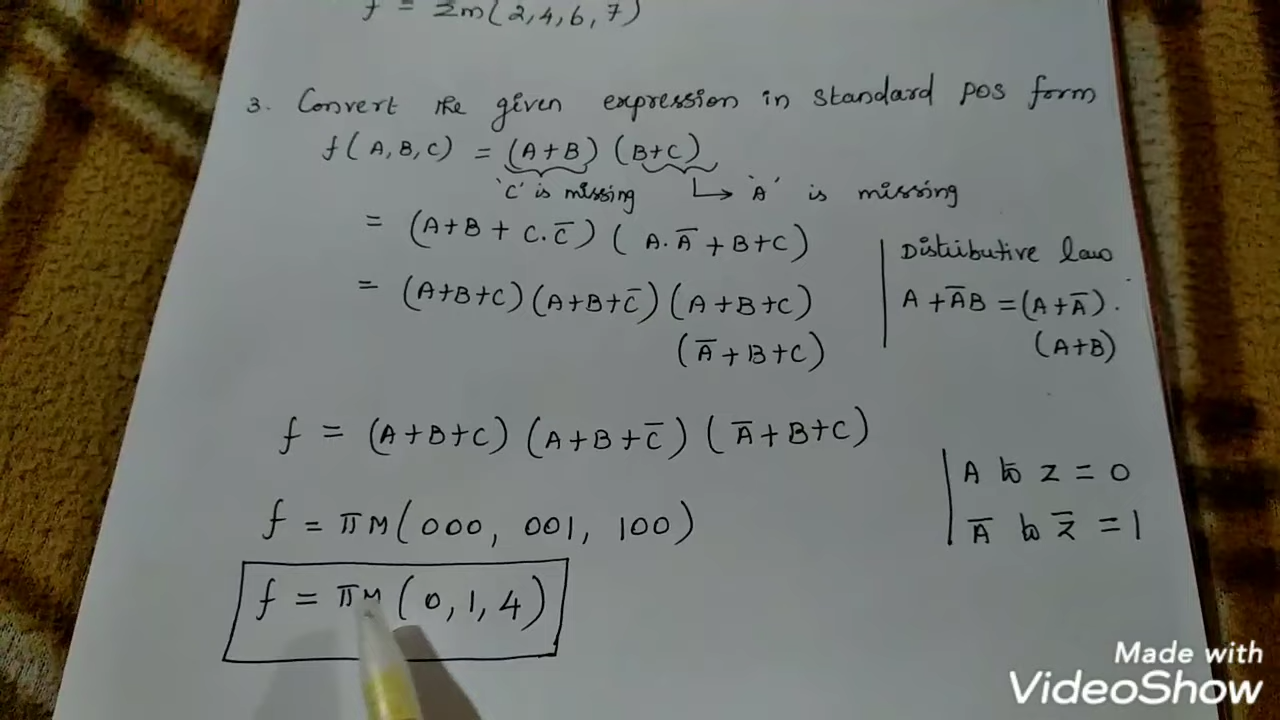 f = Σm(2,4,6,7)
3. Convert the given expression in standard pos form
f(A,B,C) = (A+B) (B+C)
'C' is missing ↳ 'A' is missing
= (A+B + C.C̅) (A.A̅ + B+C)
Distributive law
= (A+B+C)(A+B+C̅)(A+B+C)
A + A̅B = (A+A̅).
(A̅+B+C)
(A+B)
f = (A+B+C) (A+B+C̅) (A̅+B+C)
A to Z = 0
f = πM(000, 001, 100)
A̅ to Z̅ = 1
f = πM (0,1,4)
Made with
VideoShow